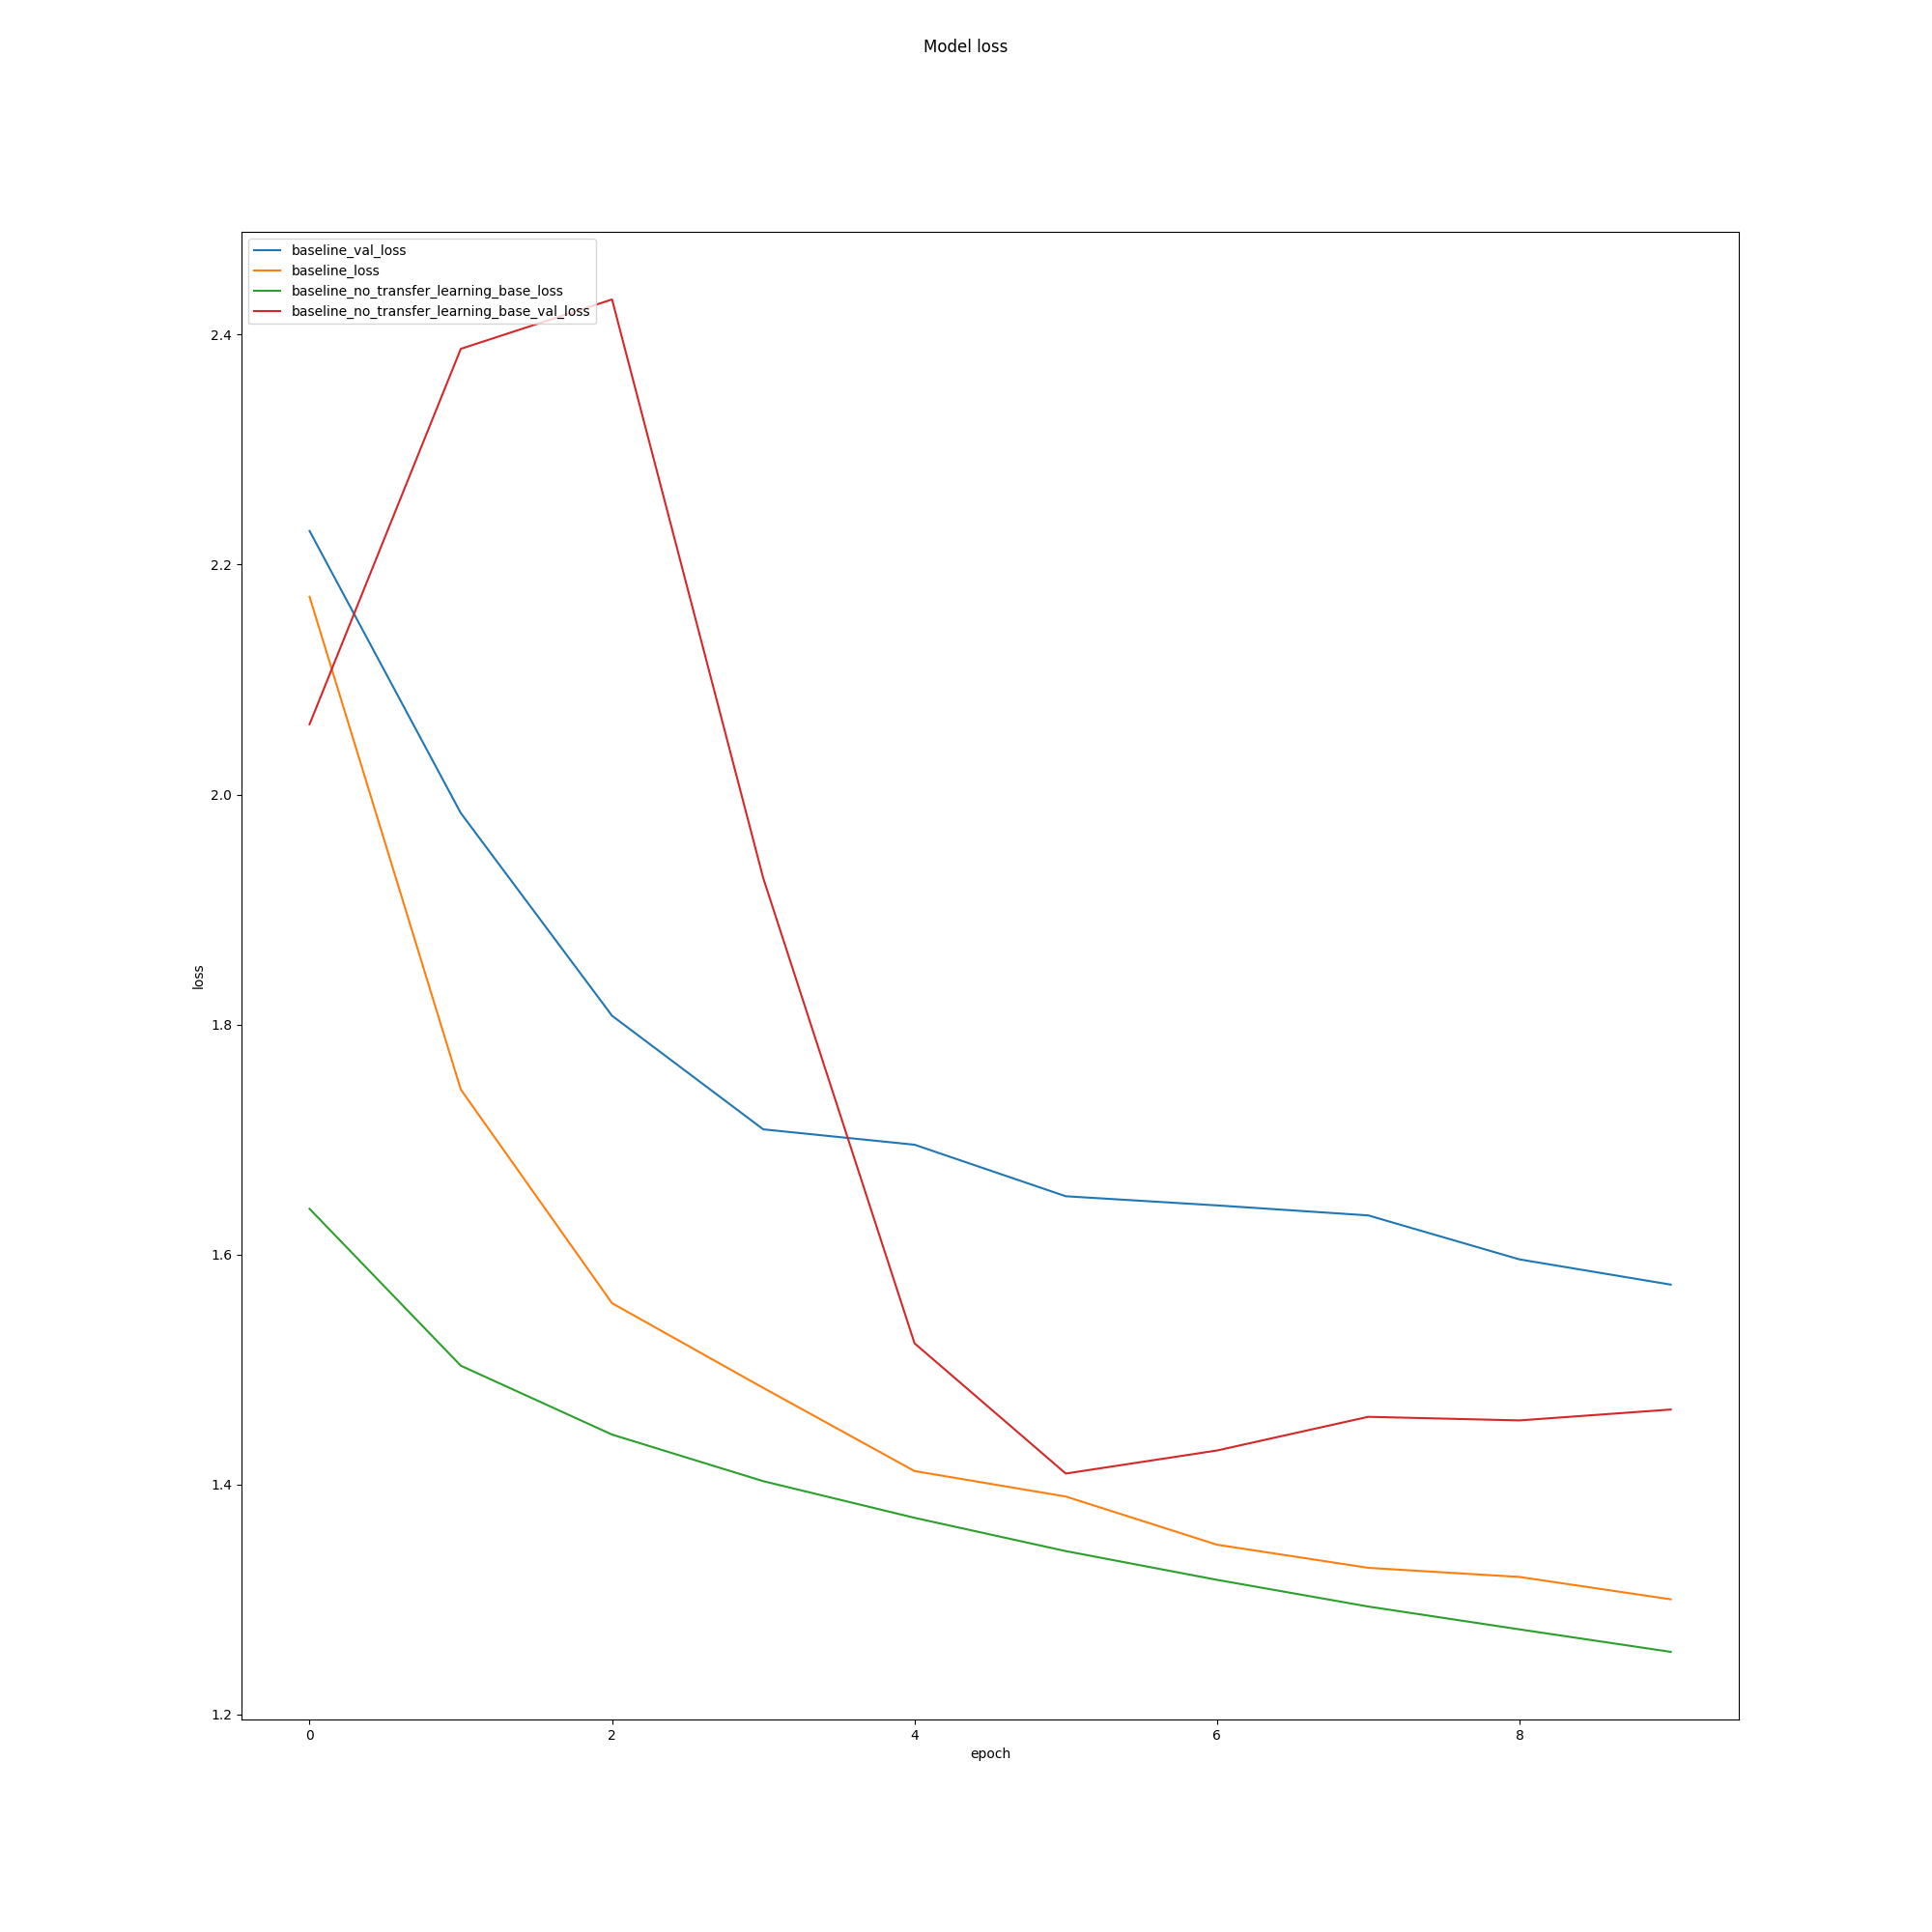 Model loss
baseline_val_loss
baseline_loss
baseline_no_transfer_learning_base_loss
baseline_no_transfer_learning_base_val_loss
2.4
2.2
2.0
1.8
1.6
1.4
1.2
loss
0 2 4 6 8
epoch